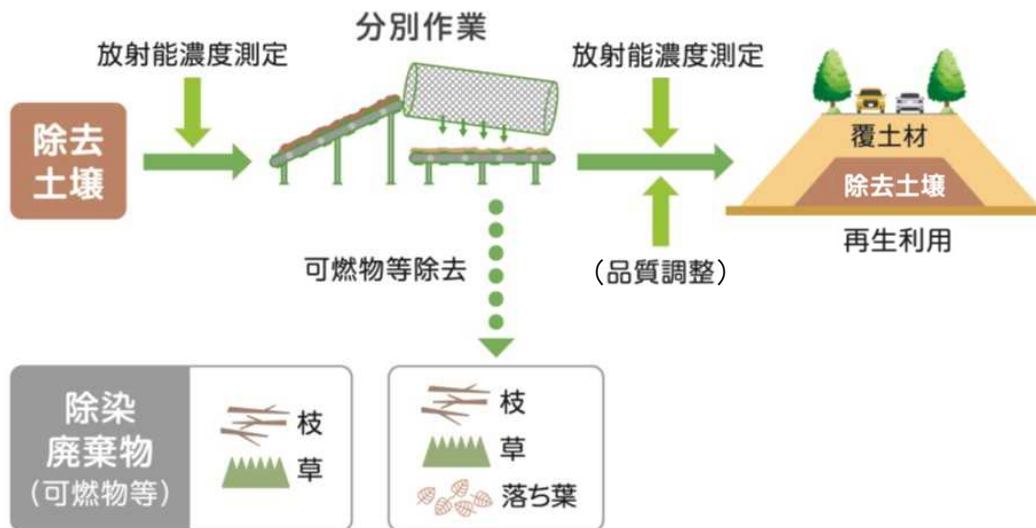 分別作業
放射能濃度測定
放射能濃度測定
除去
土壌
覆土材
除去土壌
再生利用
可燃物等除去
（品質調整）
除染
廃棄物
（可燃物等）
枝
草
枝
草
落ち葉